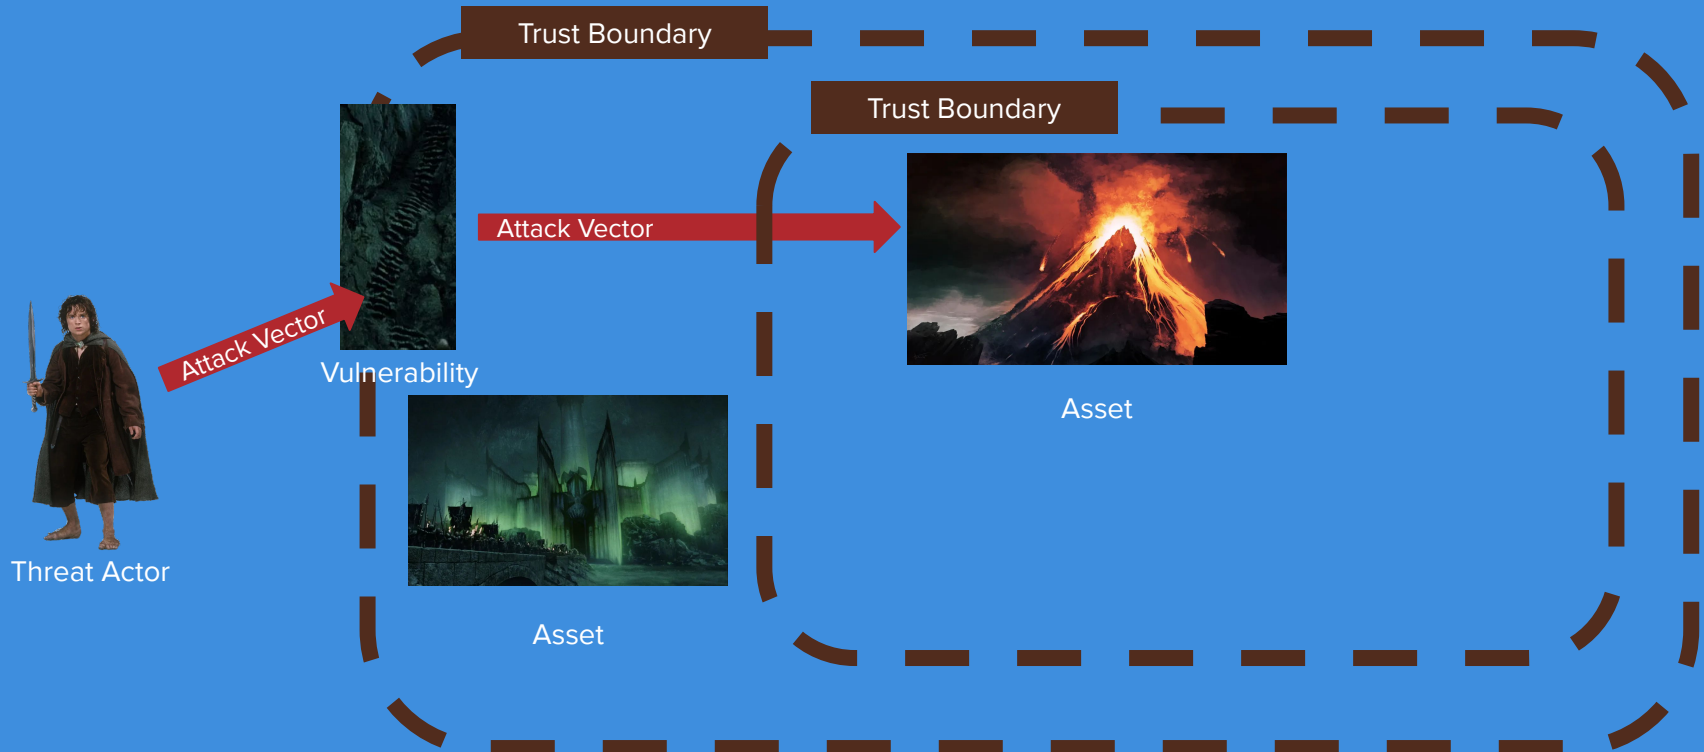 Trust Boundary
Trust Boundary
Attack Vector
Attack Vector
Vulnerability
Asset
Threat Actor
Asset